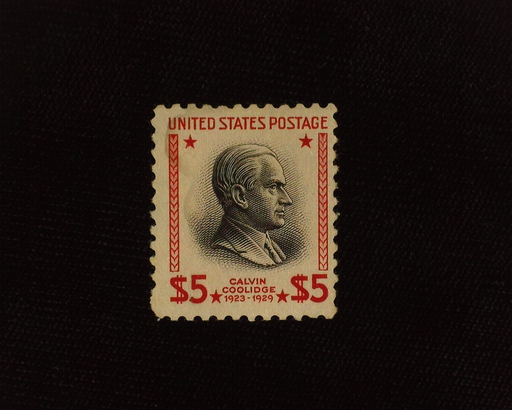 UNITED STATES POSTAGE
CALVIN
COOLIDGE
$5 ★ 1923-1929 ★ $5